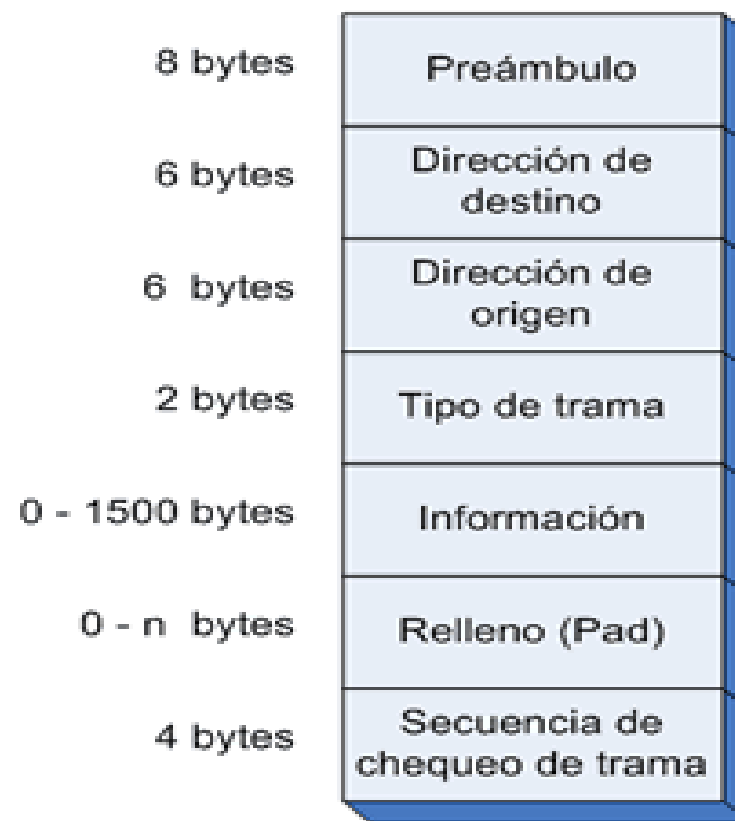 8 bytes
Preámbulo
6 bytes
Dirección de
destino
6 bytes
Dirección de
origen
2 bytes
Tipo de trama
0 - 1500 bytes
Información
0 - n bytes
Relleno (Pad)
4 bytes
Secuencia de
chequeo de trama